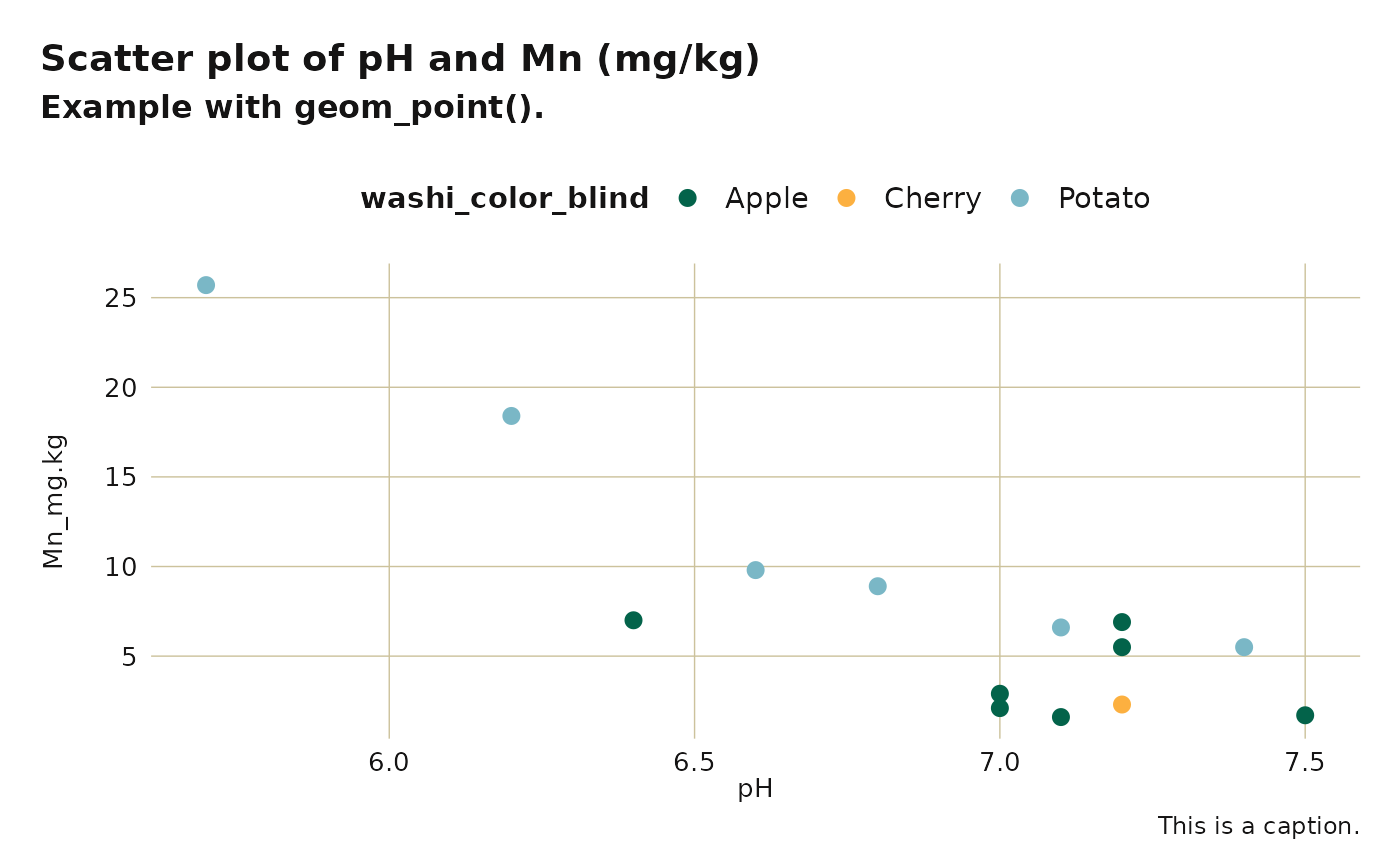 Scatter plot of pH and Mn (mg/kg)
Example with geom_point().
washi_color_blind Apple Cherry Potato
25
20
15
10
5
Mn_mg.kg
6.0 6.5 7.0 7.5
pH
This is a caption.